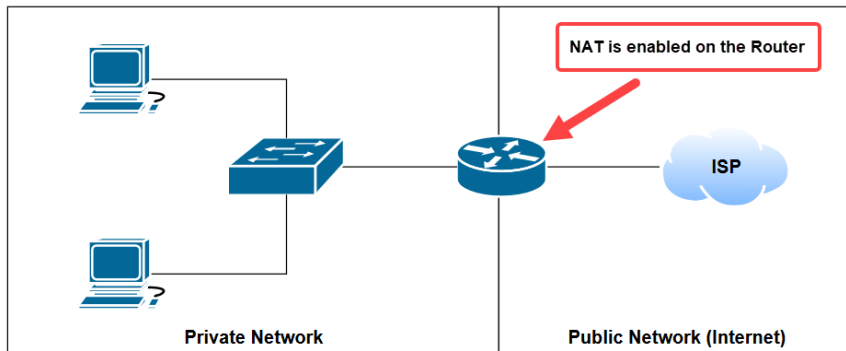 NAT is enabled on the Router
ISP
Private Network
Public Network (Internet)